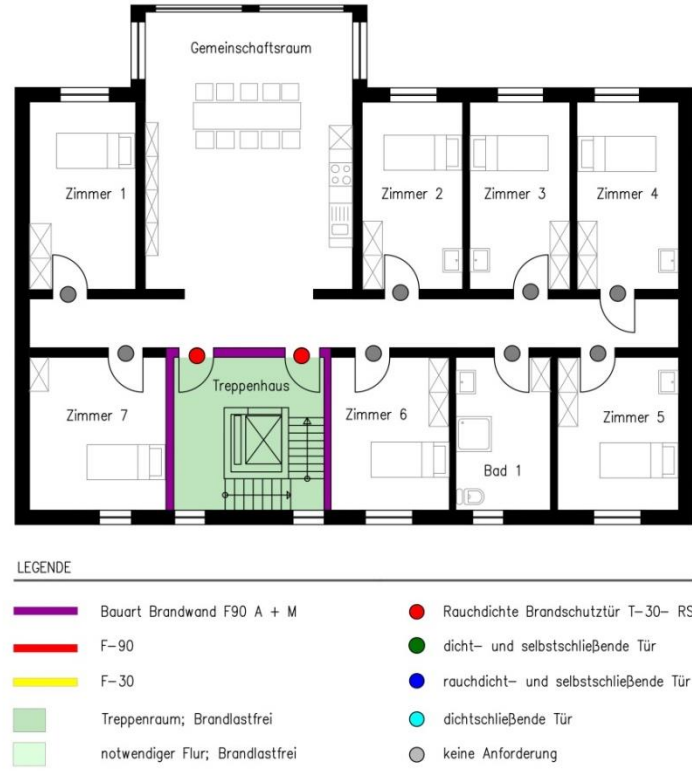 Gemeinschaftsraum
Zimmer 1
Zimmer 2
Zimmer 3
Zimmer 4
Treppenhaus
Zimmer 7
Zimmer 6
Zimmer 5
Bad 1
LEGENDE
Bauart Brandwand F90 A + M
F-90
F-30
Treppenraum; Brandlastfrei
notwendiger Flur; Brandlastfrei
Rauchdichte Brandschutztür T-30- RS
dicht- und selbstschließende Tür
rauchdicht- und selbstschließende Tür
dichtschließende Tür
keine Anforderung